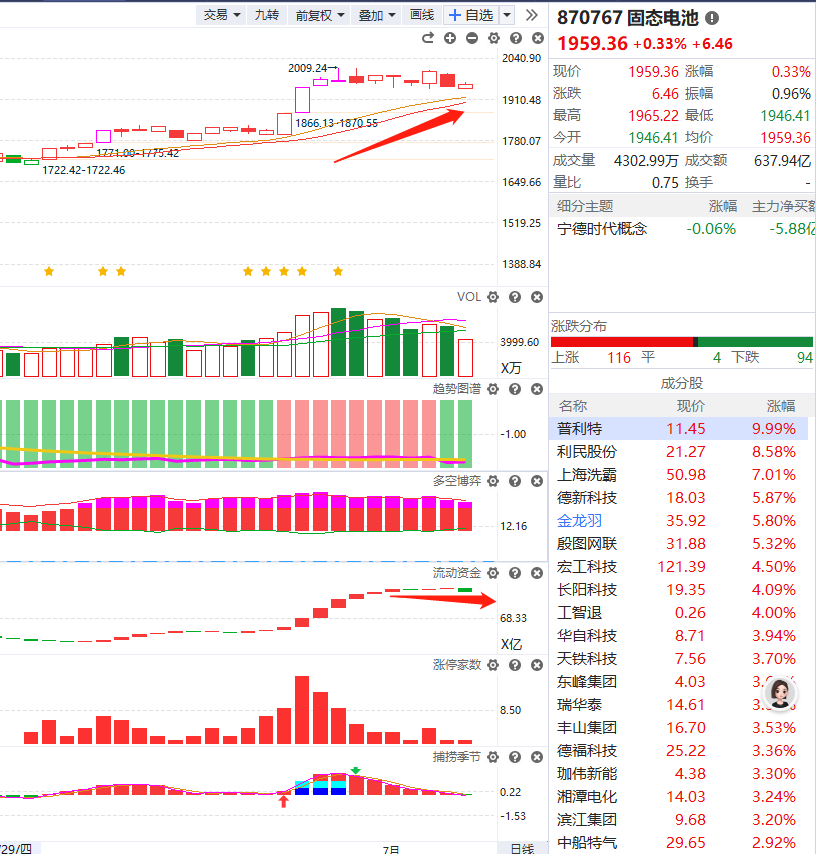 交易 九转 前复权 叠加 画线 自选
870767 固态电池
1959.36 +0.33% +6.46
现价 1959.36 涨幅 0.33%
涨跌 6.46 振幅 0.96%
最高 1965.22 最低 1946.41
今开 1946.41 均价 1959.36
成交量 4302.99万 成交额 637.94亿
量比 0.75 换手 -
细分主题 涨幅 主力净买额
宁德时代概念 -0.06% -5.88亿
涨跌分布
上涨 116 平 4 下跌 94
成分股
名称 现价 涨幅
普利特 11.45 9.99%
利民股份 21.27 8.58%
上海洗霸 50.98 7.01%
德新科技 18.03 5.87%
金龙羽 35.92 5.80%
殷图网联 31.88 5.32%
宏工科技 121.39 4.50%
长阳科技 19.35 4.09%
工智退 0.26 4.00%
华自科技 8.71 3.94%
天铁科技 7.56 3.70%
东峰集团 4.03
瑞华泰 14.61
丰山集团 16.70 3.53%
德福科技 25.22 3.36%
珈伟新能 4.38 3.30%
湘潭电化 14.03 3.24%
滨江集团 9.68 3.20%
中船特气 29.65 2.92%
2040.90
2009.24
1910.48
1866.13-1870.55
1780.07
1771.00-1775.42
1722.42-1722.46
1649.66
1519.25
1388.84
VOL
3999.60
X万
趋势图谱
-1.00
多空博弈
12.16
流动资金
68.33
X亿
涨停家数
8.50
捕捞季节
0.22
-1.53
/29/四 7月 日线